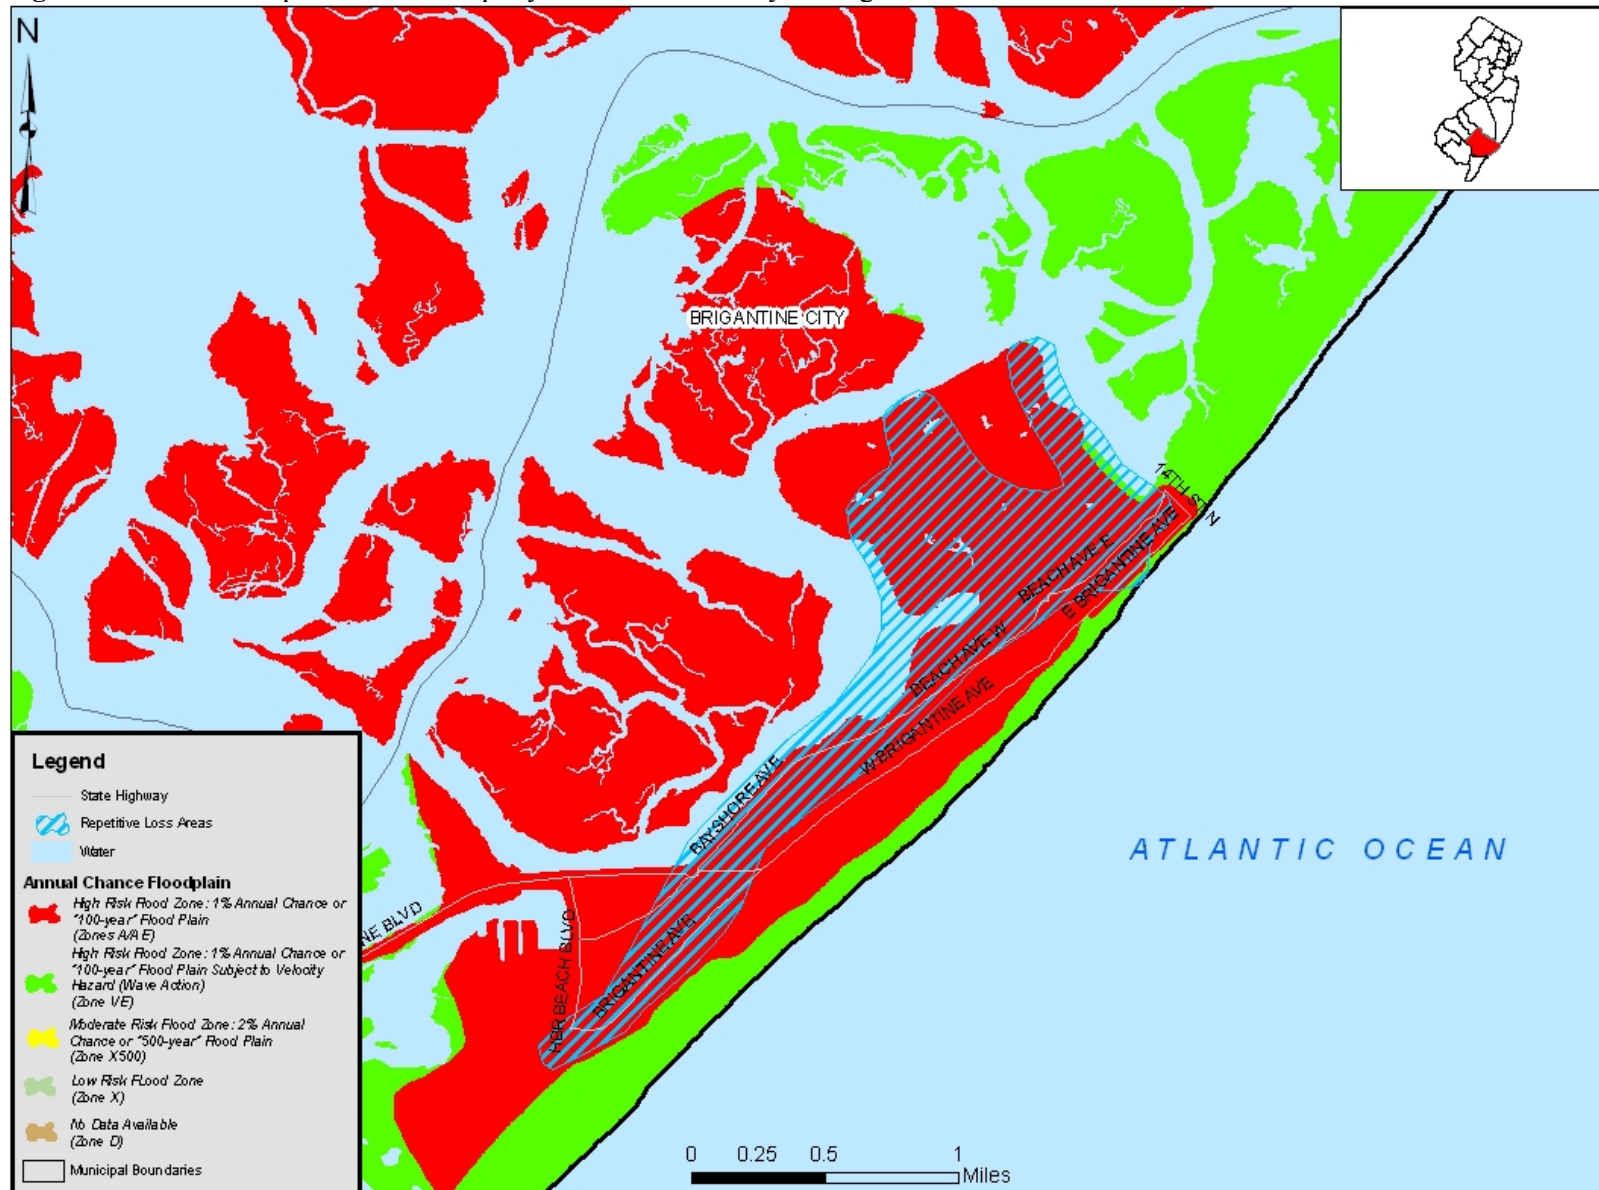 N
BRIGANTINE CITY
14TH ST N
BEACH AVE E
E BRIGANTINE AVE
BEACH AVE W
W BRIGANTINE AVE
BAYSHORE AVE
ATLANTIC OCEAN
NE BLVD
HBR BEACH BLVD
BRIGANTINE AVE
Legend
State Highway
Repetitive Loss Areas
Water
Annual Chance Floodplain
High Risk Flood Zone: 1% Annual Chance or
"100-year" Flood Plain
(Zones A/AE)
High Risk Flood Zone: 1% Annual Chance or
"100-year" Flood Plain Subject to Velocity
Hazard (Wave Action)
(Zone VE)
Moderate Risk Flood Zone: 2% Annual
Chance or "500-year" Flood Plain
(Zone X500)
Low Risk FLood Zone
(Zone X)
No Data Available
(Zone D)
Municipal Boundaries
0 0.25 0.5 1
Miles